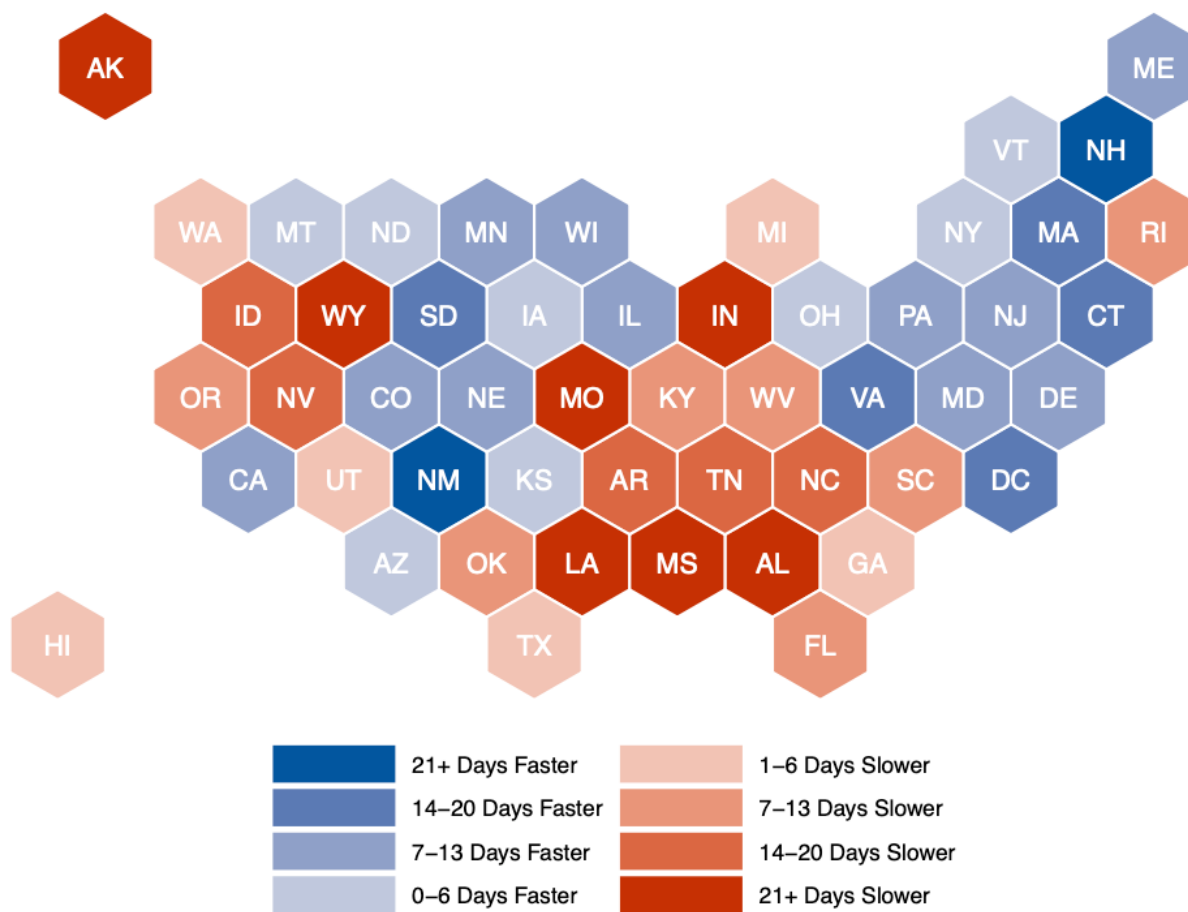 AK ME
VT NH
WA MT ND MN WI MI NY MA RI
ID WY SD IA IL IN OH PA NJ CT
OR NV CO NE MO KY WV VA MD DE
CA UT NM KS AR TN NC SC DC
AZ OK LA MS AL GA
HI TX FL
21+ Days Faster
14–20 Days Faster
7–13 Days Faster
0–6 Days Faster
1–6 Days Slower
7–13 Days Slower
14–20 Days Slower
21+ Days Slower